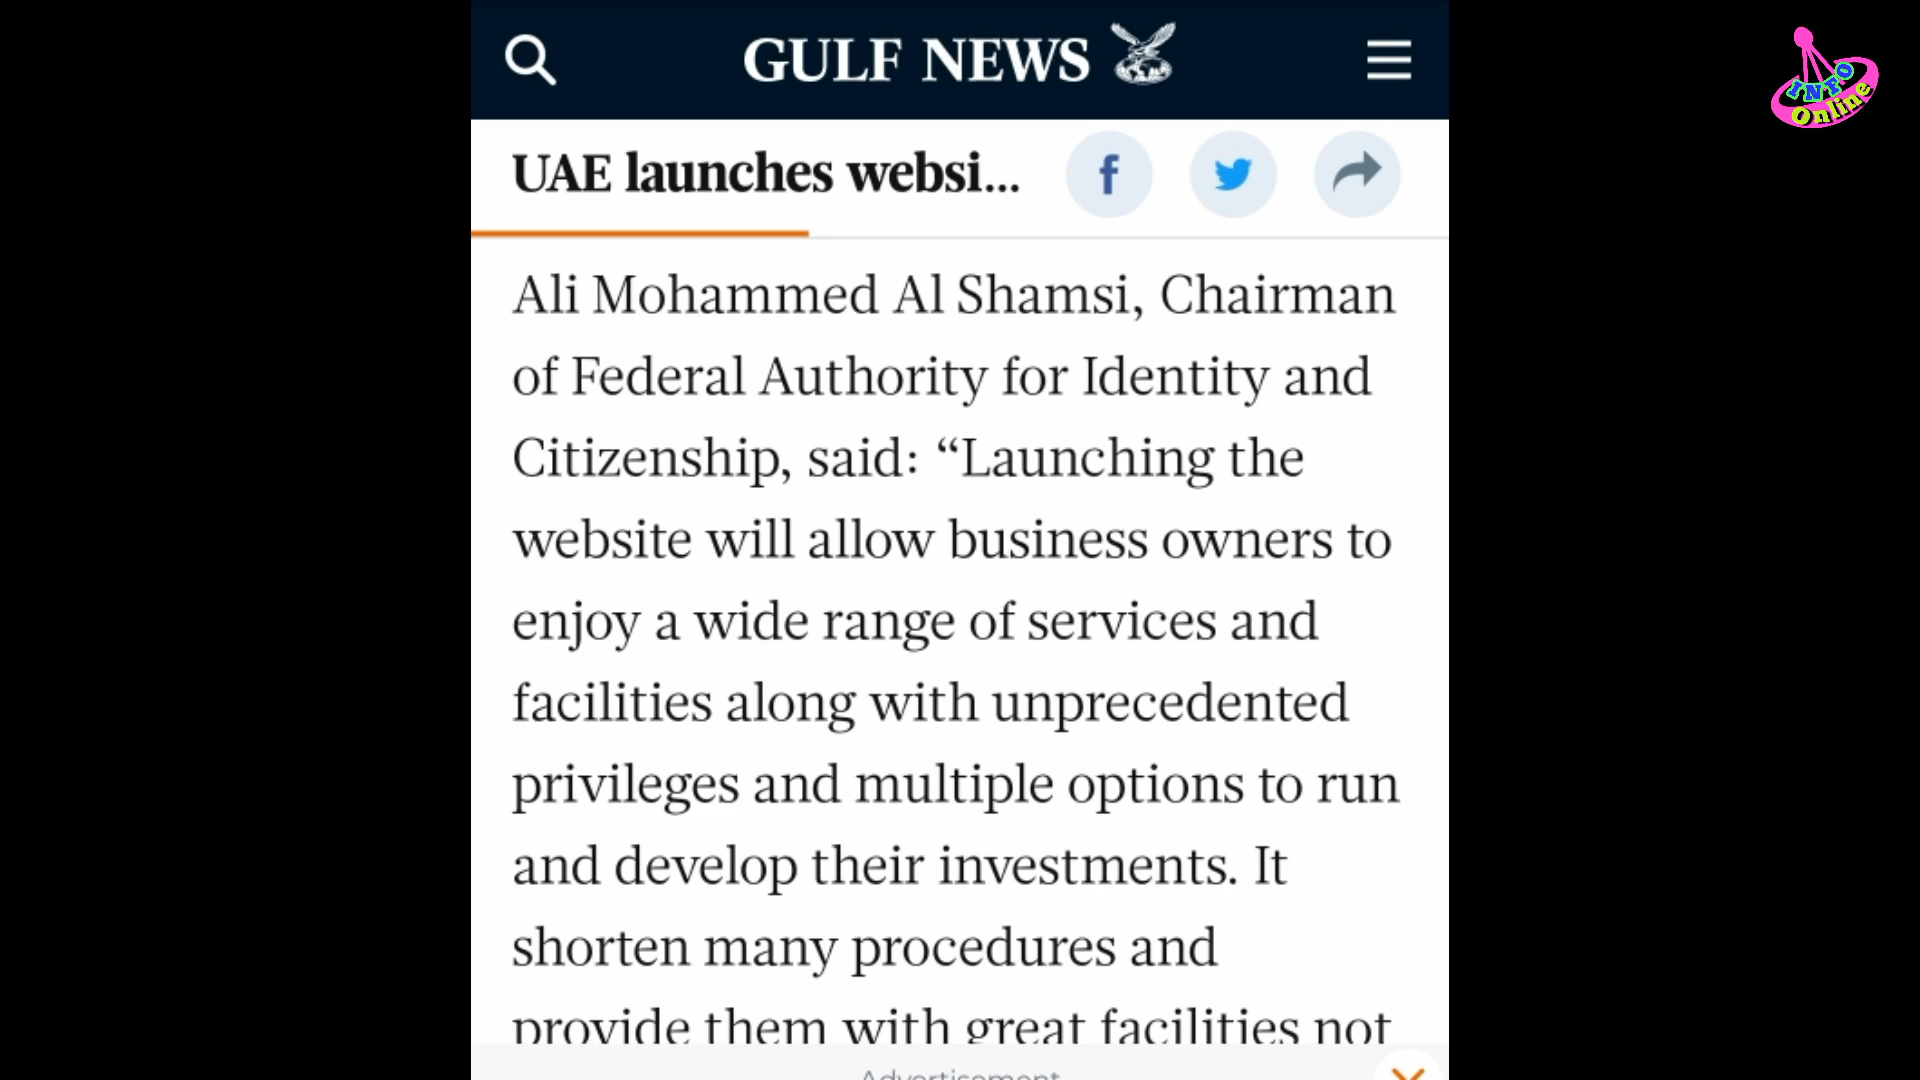 GULF NEWS
INFO
Online
UAE launches websi...
Ali Mohammed Al Shamsi, Chairman
of Federal Authority for Identity and
Citizenship, said: “Launching the
website will allow business owners to
enjoy a wide range of services and
facilities along with unprecedented
privileges and multiple options to run
and develop their investments. It
shorten many procedures and
provide them with great facilities not
Advertisement